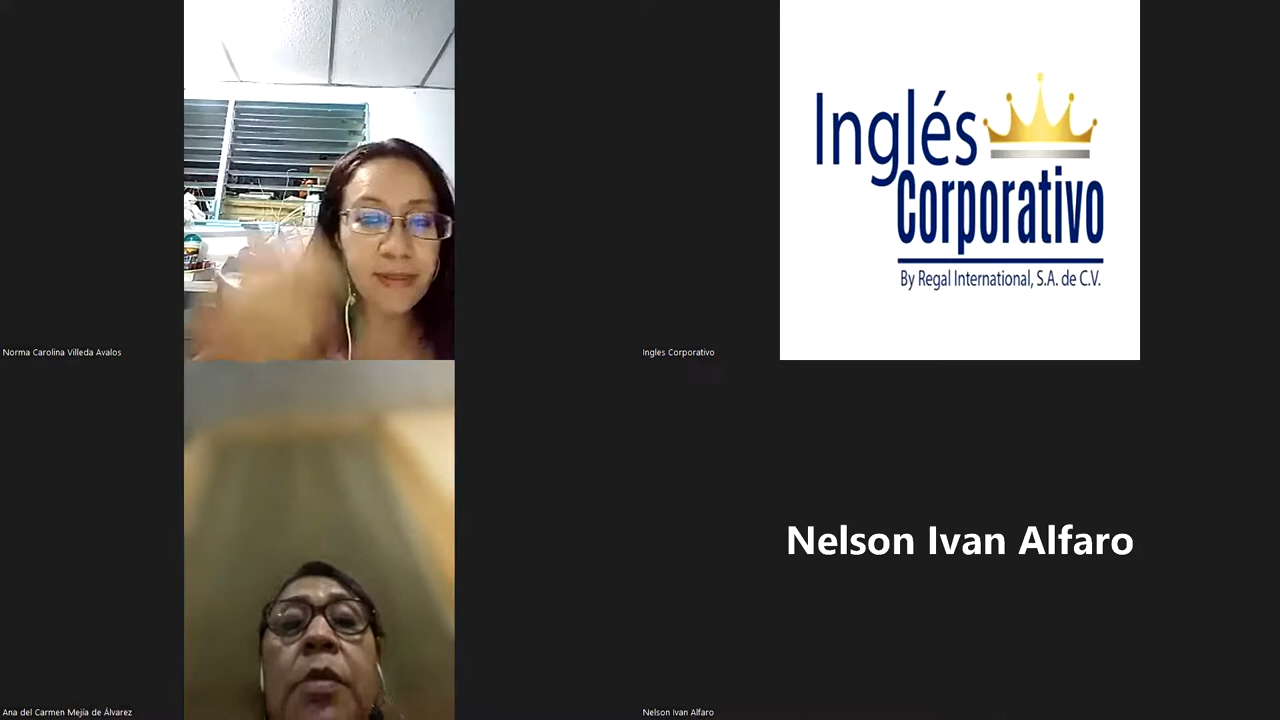 Inglés
Corporativo
By Regal International, S.A. de C.V.
Norma Carolina Villeda Avalos
Ingles Corporativo
Nelson Ivan Alfaro
Ana del Carmen Mejía de Álvarez
Nelson Ivan Alfaro